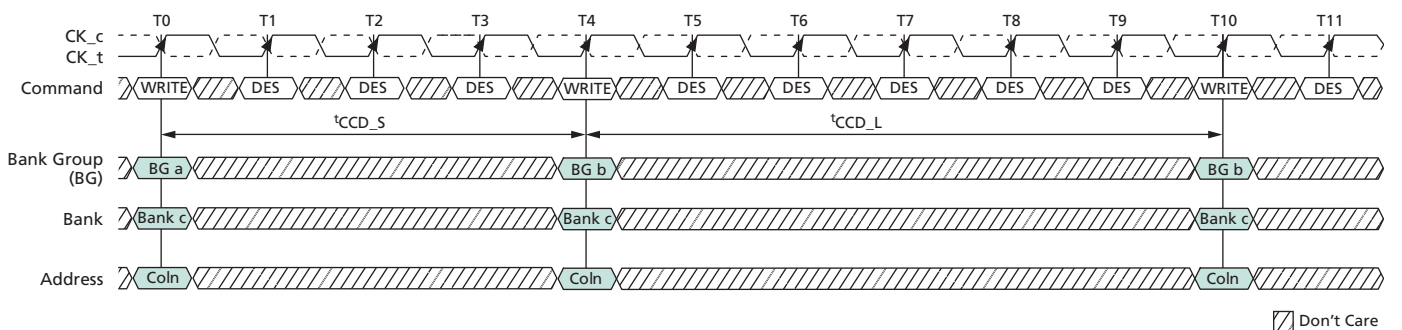 T0 T1 T2 T3 T4 T5 T6 T7 T8 T9 T10 T11
CK_c
CK_t
Command WRITE DES DES DES WRITE DES DES DES DES DES WRITE DES
tCCD_S tCCD_L
Bank Group
(BG)
BG a BG b BG b
Bank Bank c Bank c Bank c
Address Coln Coln Coln
Don't Care